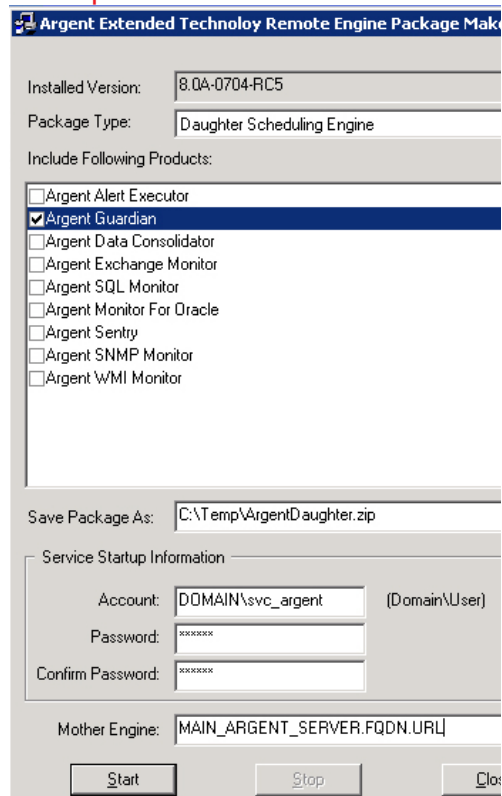 Argent Extended Technoloy Remote Engine Package Make
Installed Version: 8.0A-0704-RC5
Package Type: Daughter Scheduling Engine
Include Following Products:
Argent Alert Executor
Argent Guardian
Argent Data Consolidator
Argent Exchange Monitor
Argent SQL Monitor
Argent Monitor For Oracle
Argent Sentry
Argent SNMP Monitor
Argent WMI Monitor
Save Package As: C:\Temp\ArgentDaughter.zip
Service Startup Information
Account: DOMAIN\svc_argent (Domain\User)
Password: ******
Confirm Password: ******
Mother Engine: MAIN_ARGENT_SERVER.FQDN.URL
Start Stop Clos